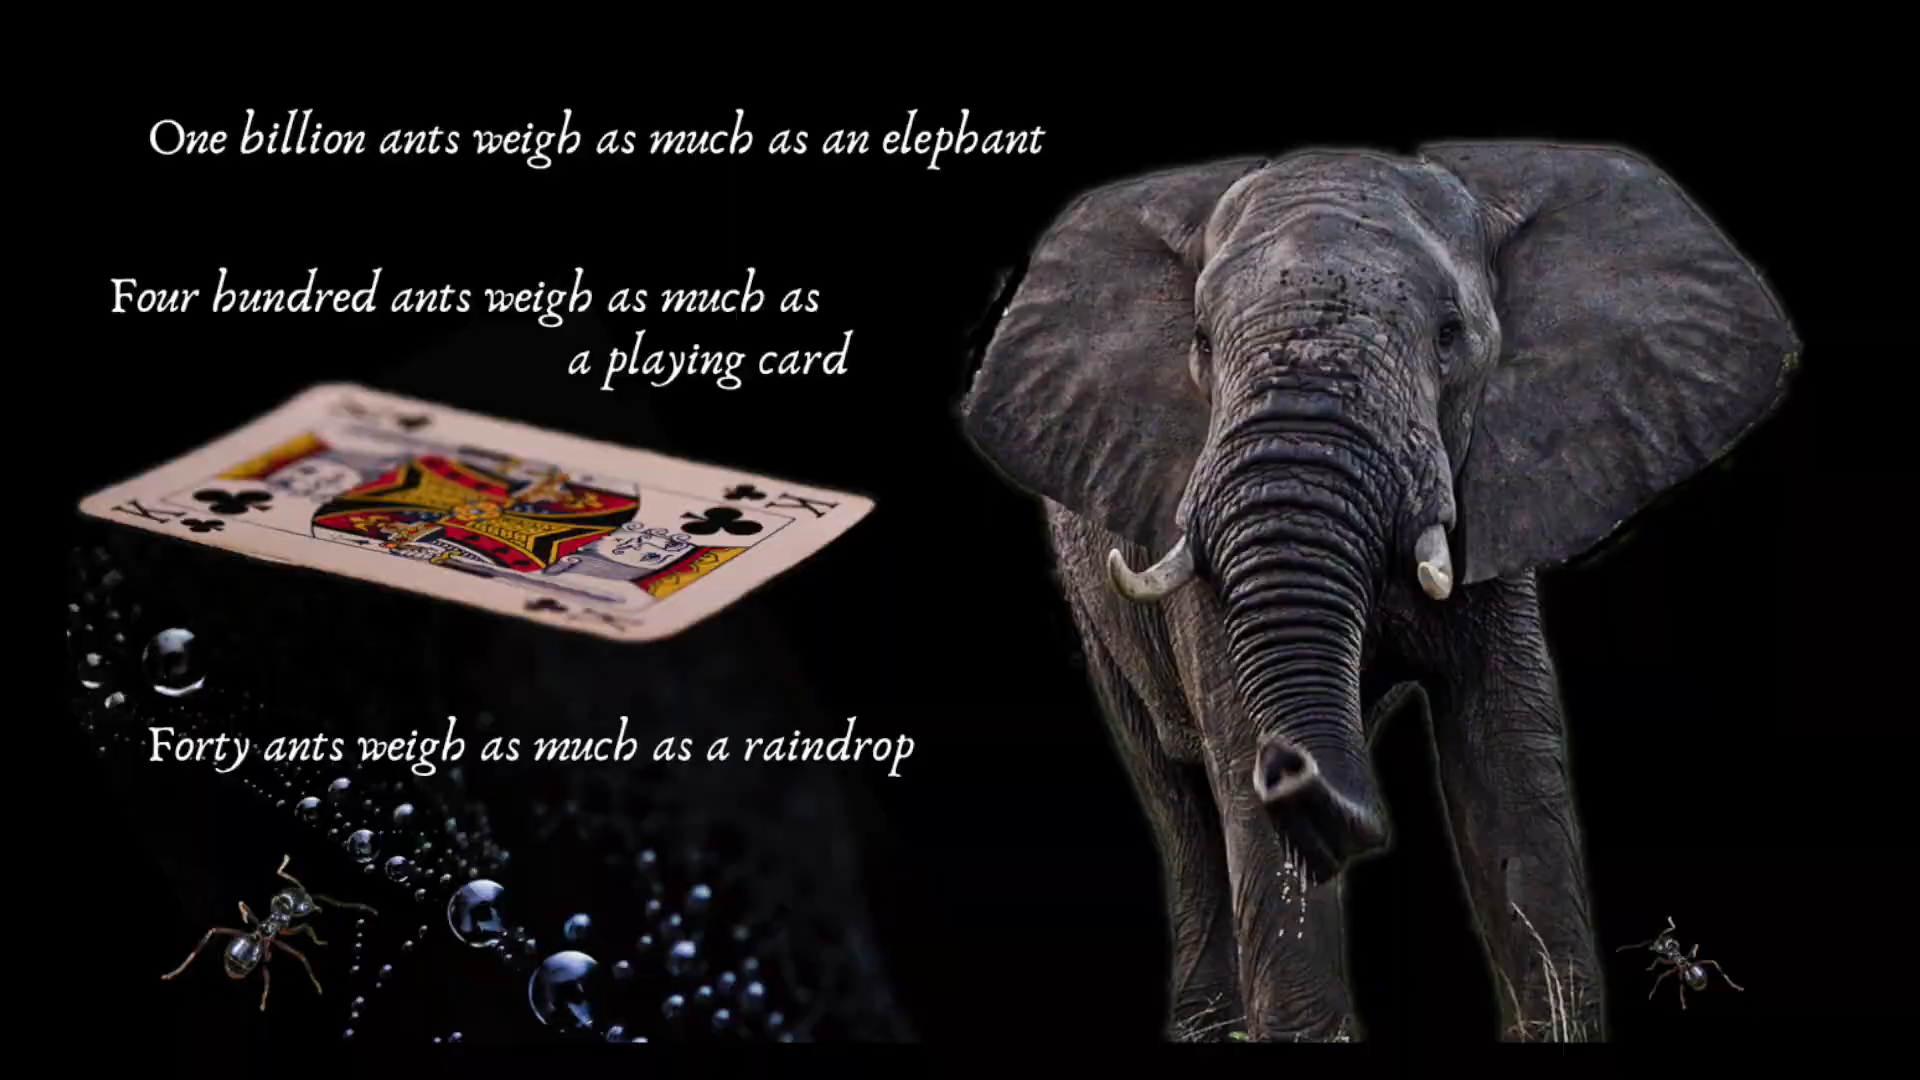 One billion ants weigh as much as an elephant
Four hundred ants weigh as much as
a playing card
K
K
Forty ants weigh as much as a raindrop